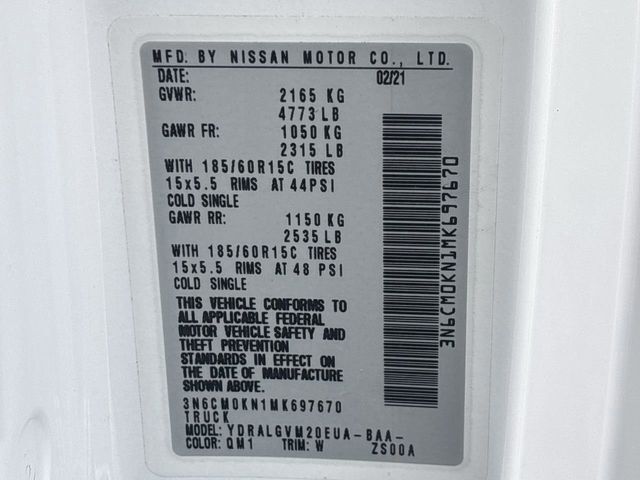 MFD. BY NISSAN MOTOR CO., LTD.
DATE: 02/21
GVWR: 2165 KG
4773 LB
GAWR FR: 1050 KG
2315 LB
WITH 185/60R15C TIRES
15x5.5 RIMS AT 44PSI
COLD SINGLE
GAWR RR: 1150 KG
2535 LB
WITH 185/60R15C TIRES
15x5.5 RIMS AT 48 PSI
COLD SINGLE
THIS VEHICLE CONFORMS TO
ALL APPLICABLE FEDERAL
MOTOR VEHICLE SAFETY AND
THEFT PREVENTION
STANDARDS IN EFFECT ON
THE DATE OF MANUFACTURE
SHOWN ABOVE.
3N6CM0KN1MK697670
TRUCK
MODEL: YDRALGVM20EUA-BAA-
COLOR: QM1 TRIM: W ZS00A
3N6CM0KN1MK697670